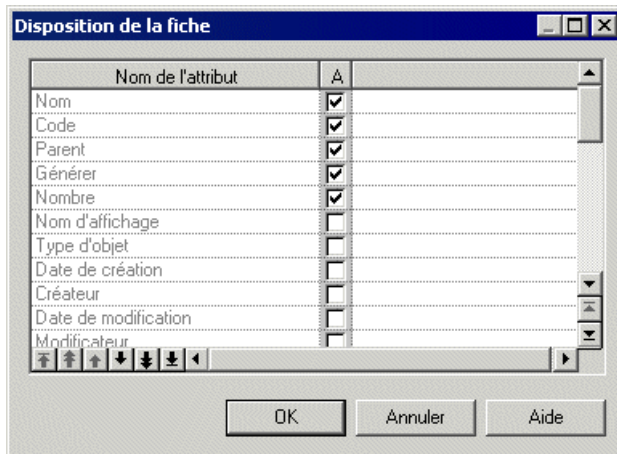 Disposition de la fiche
Nom de l'attribut A
Nom
Code
Parent
Générer
Nombre
Nom d'affichage
Type d'objet
Date de création
Créateur
Date de modification
Modificateur
OK Annuler Aide